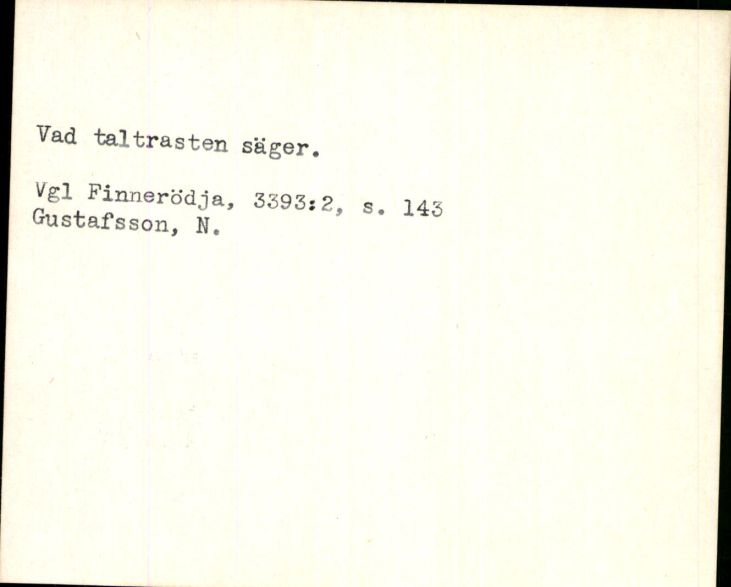 Vad taltrasten säger.
Vgl Finnerödja, 3393:2, s. 143
Gustafsson, N.